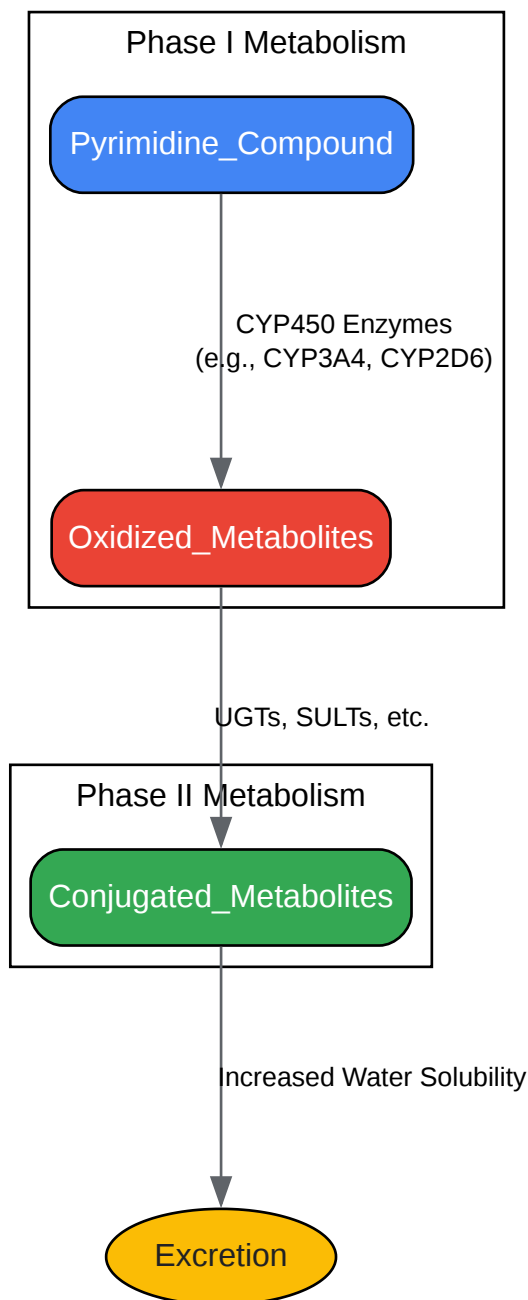 Phase I Metabolism
Pyrimidine_Compound
CYP450 Enzymes
(e.g., CYP3A4, CYP2D6)
Oxidized_Metabolites
UGTs, SULTs, etc.
Phase II Metabolism
Conjugated_Metabolites
Increased Water Solubility
Excretion